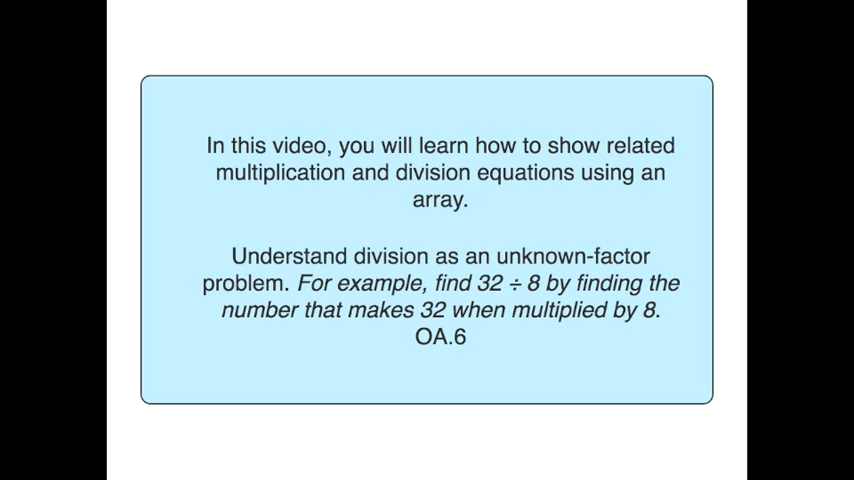 In this video, you will learn how to show related
multiplication and division equations using an
array.
Understand division as an unknown-factor
problem. For example, find 32 ÷ 8 by finding the
number that makes 32 when multiplied by 8.
OA.6